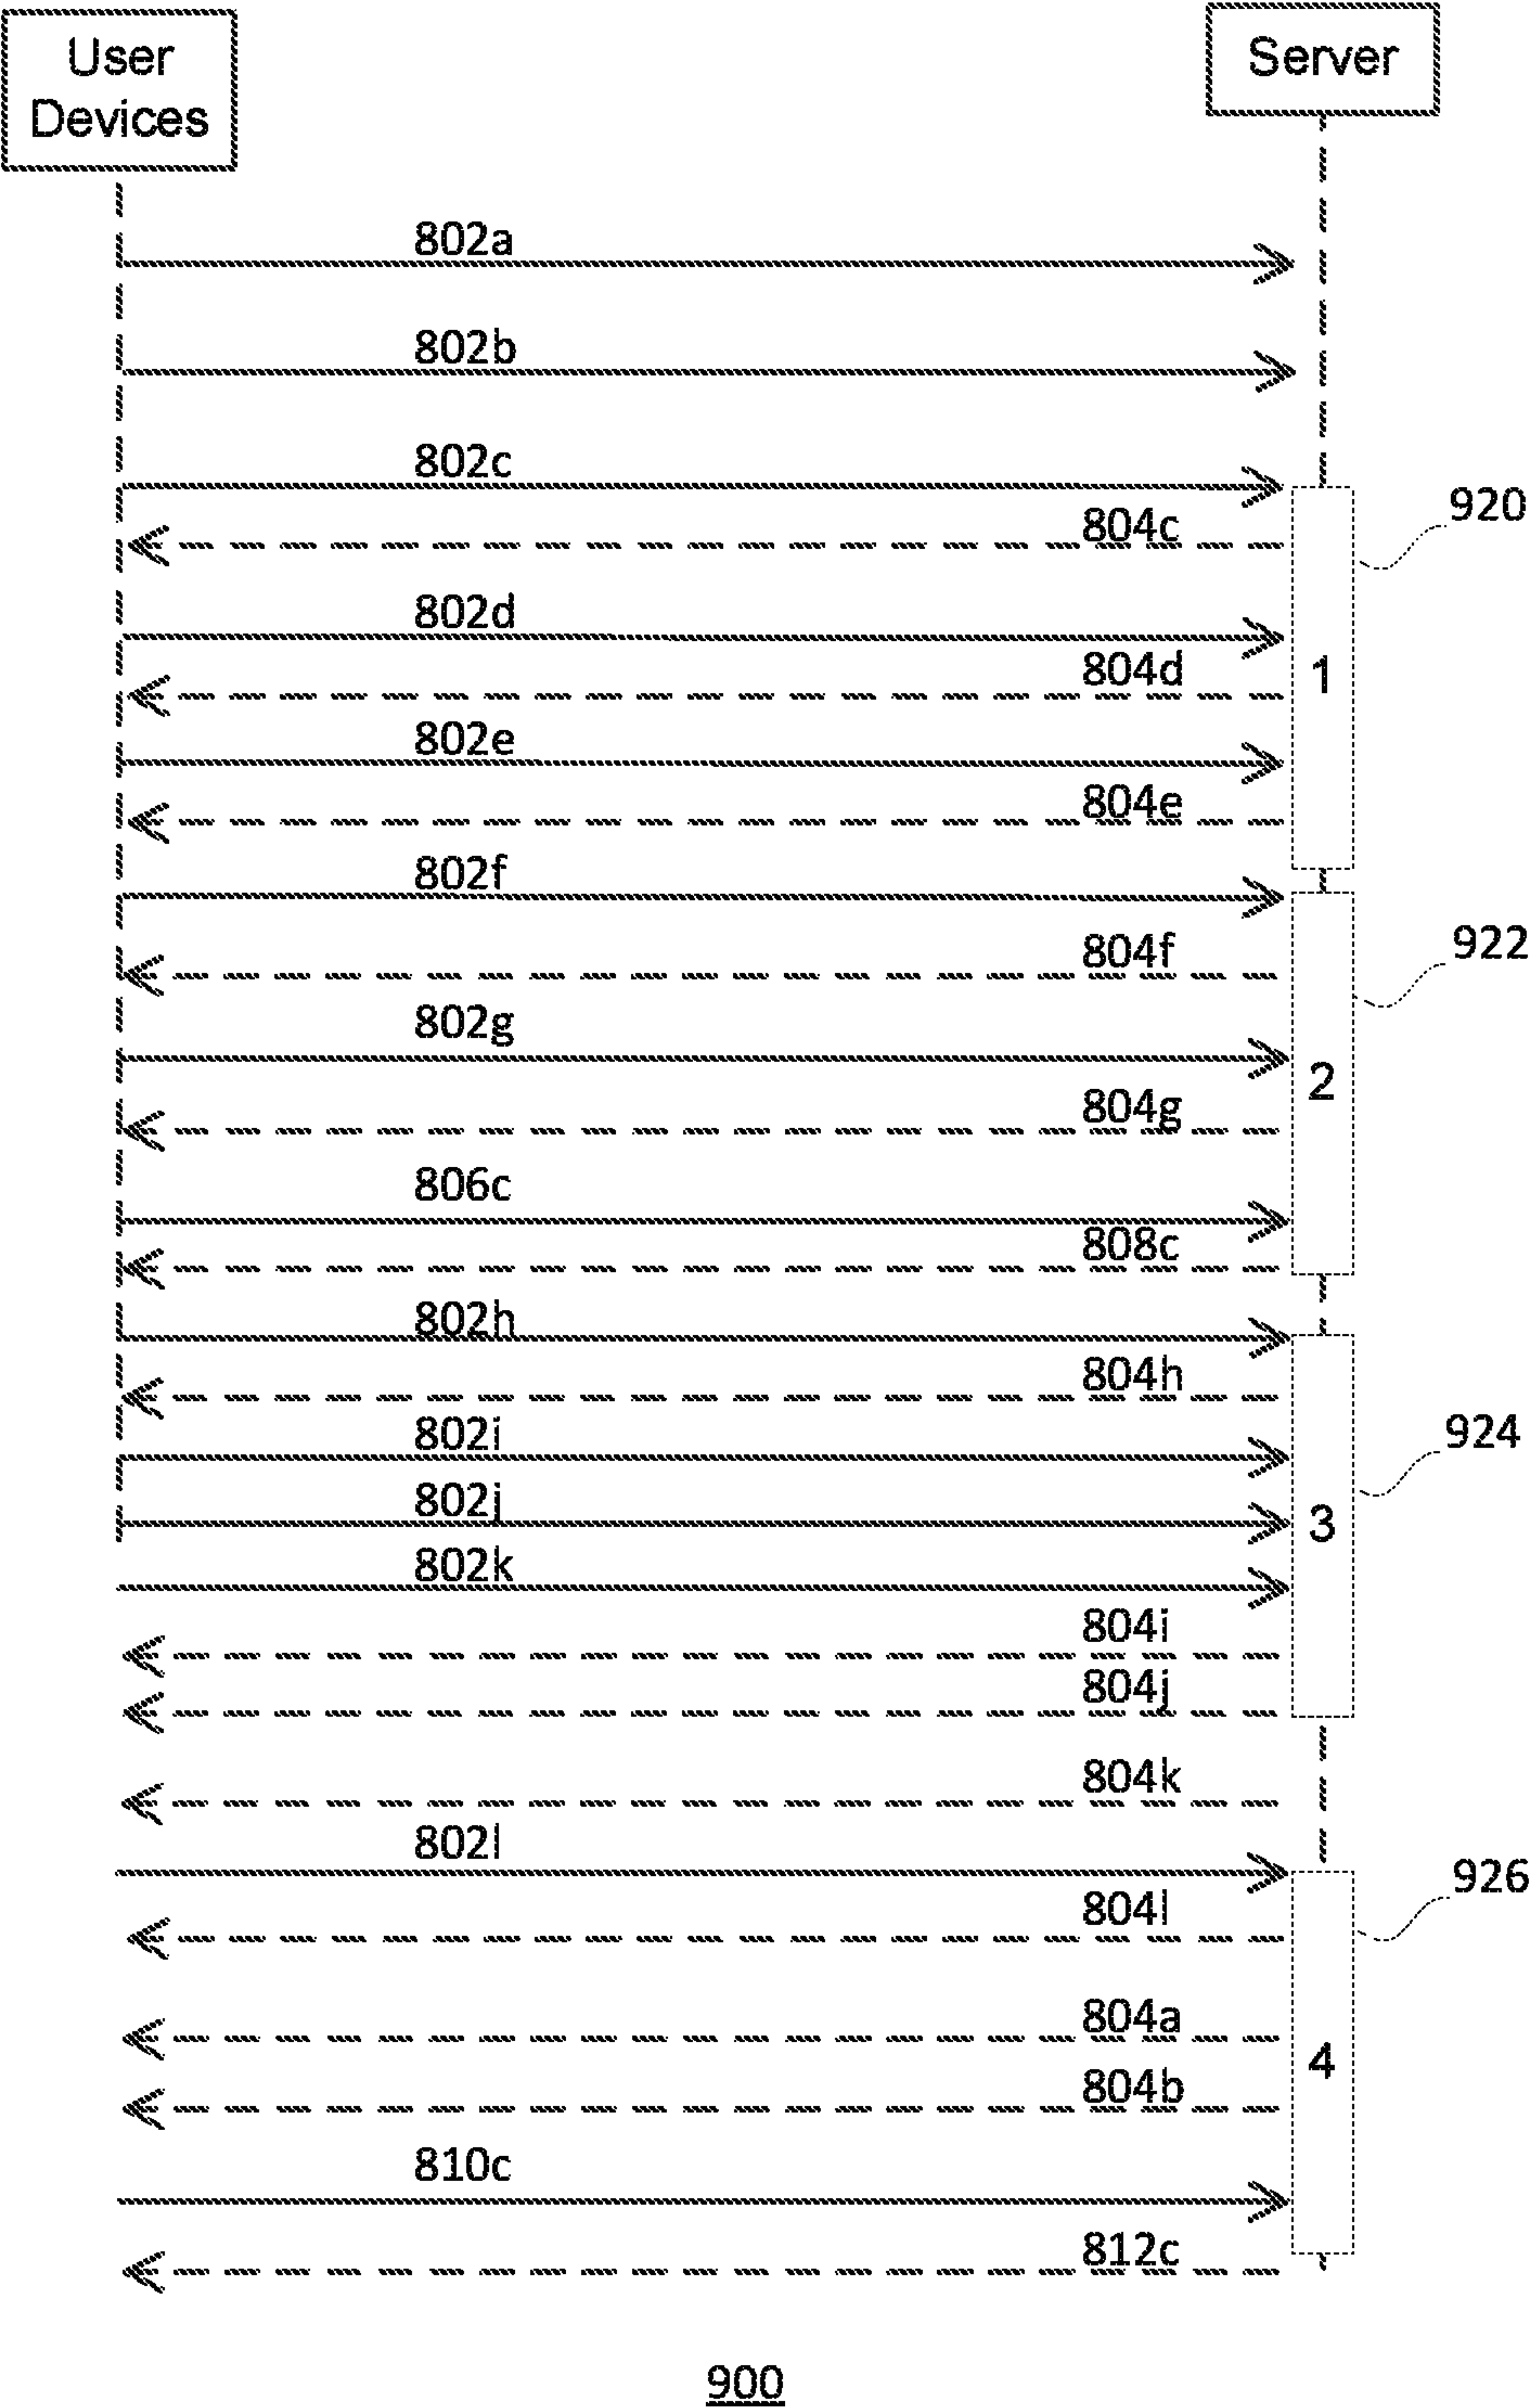 User
Devices
Server
802a
802b
802c
920
804c
802d
804d
1
802e
804e
802f
922
804f
802g
2
804g
806c
808c
802h
804h
802i
924
802j
3
802k
804i
804j
804k
802l
926
804l
804a
4
804b
810c
812c
900